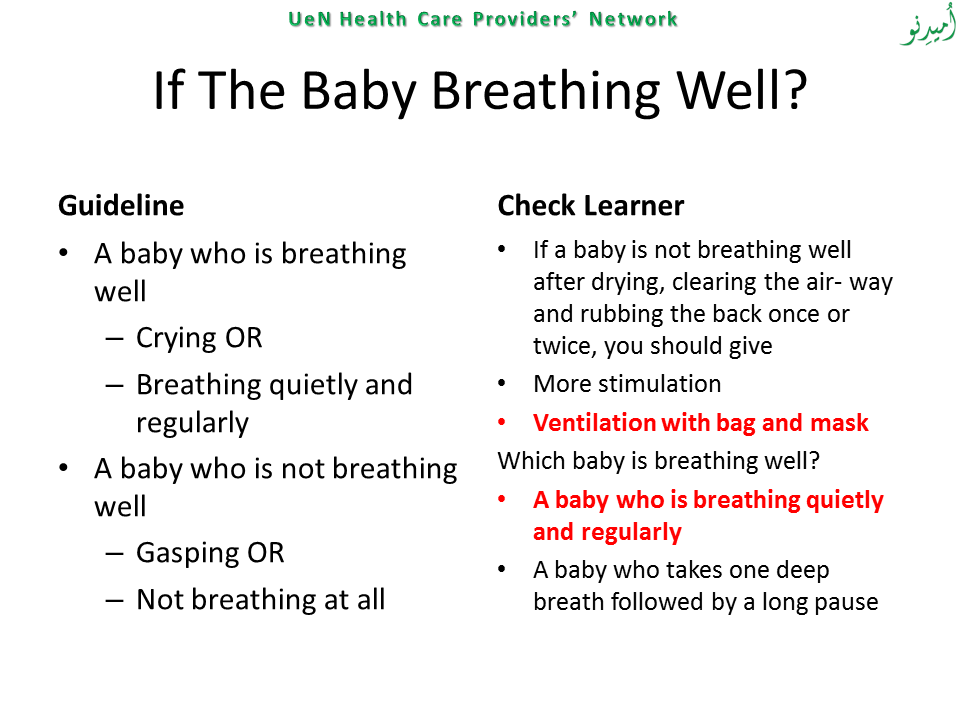 UeN Health Care Providers’ Network
اُمیدِنو
If The Baby Breathing Well?
Guideline
• A baby who is breathing
well
– Crying OR
– Breathing quietly and
regularly
• A baby who is not breathing
well
– Gasping OR
– Not breathing at all
Check Learner
• If a baby is not breathing well
after drying, clearing the air- way
and rubbing the back once or
twice, you should give
• More stimulation
• Ventilation with bag and mask
Which baby is breathing well?
• A baby who is breathing quietly
and regularly
• A baby who takes one deep
breath followed by a long pause